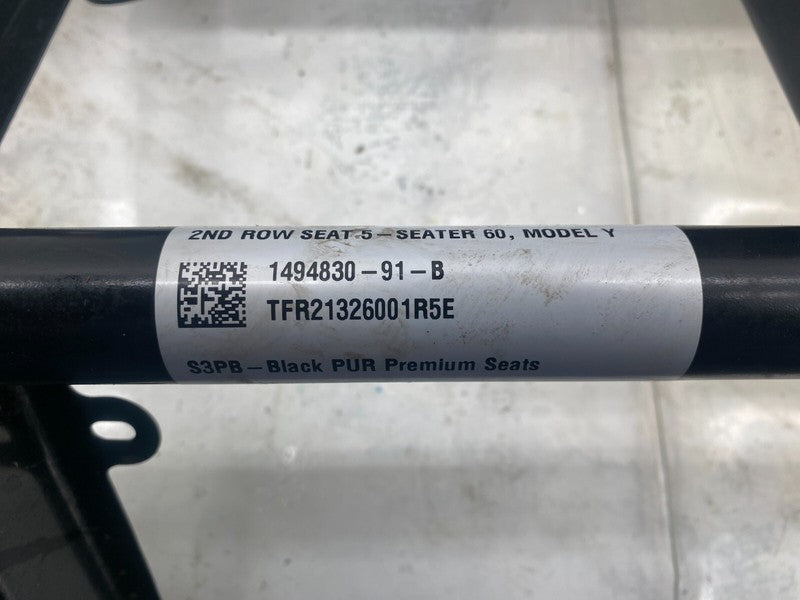 2ND ROW SEAT 5-SEATER 60, MODEL Y
1494830-91-B
TFR21326001R5E
S3PB-Black PUR Premium Seats